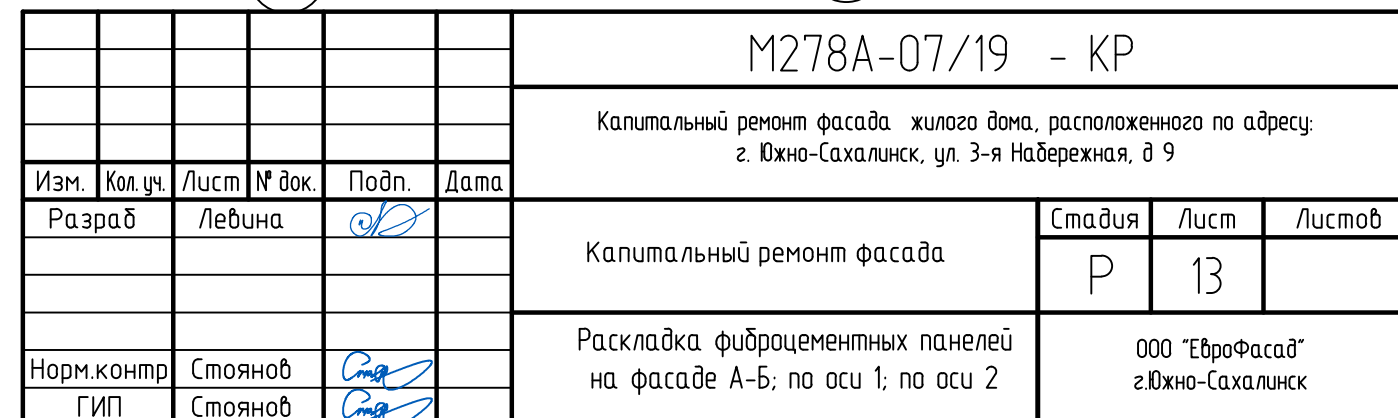 М278А-07/19 - КР
Капитальный ремонт фасада жилого дома, расположенного по адресу:
г. Южно-Сахалинск, ул. 3-я Набережная, д 9
Изм. Кол. уч. Лист № док. Подп. Дата
Разраб Левина
Капитальный ремонт фасада
Стадия Лист Листов
Р 13
Раскладка фиброцементных панелей
на фасаде А-Б; по оси 1; по оси 2
ООО "ЕвроФасад"
г.Южно-Сахалинск
Норм.контр Стоянов
ГИП Стоянов